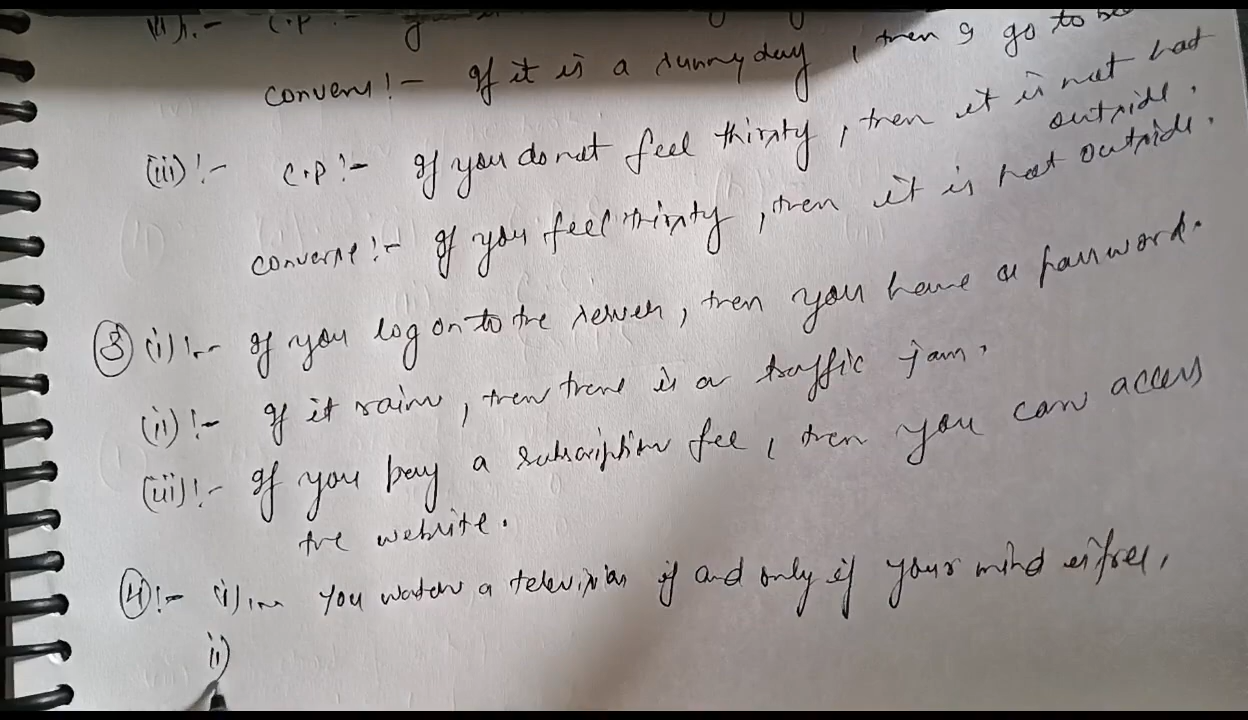 C.P :-
converse :- If it is a sunny day, then I go to
(iii) :- C.P :- If you do not feel thirsty, then it is not hot outside.
converse :- If you feel thirsty, then it is hot outside.
③ (i) :- If you log on to the server, then you have a password.
(ii) :- If it rains, then there is a traffic jam.
(iii) :- If you pay a subscription fee, then you can access
the website.
④ :- (i) :- You watch a television if and only if your mind is free.
ii)